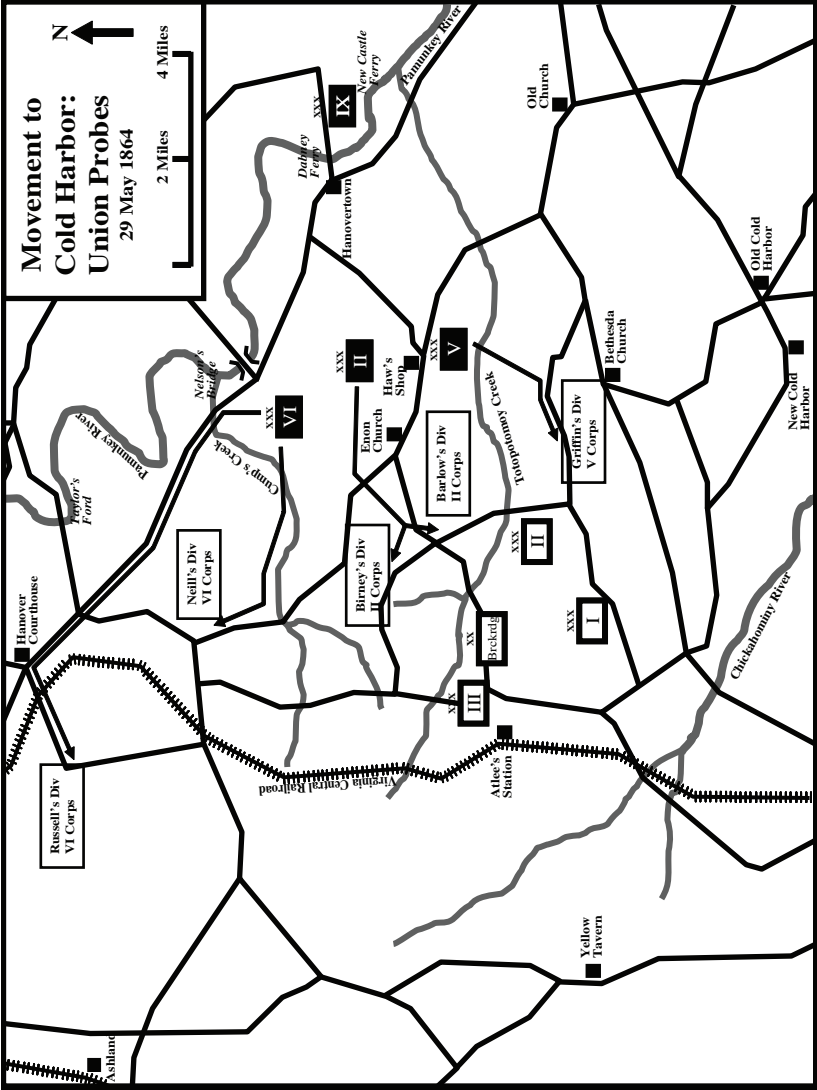 Movement to
Cold Harbor:
Union Probes
29 May 1864
2 Miles
4 Miles
N
Ashland
Russell's Div
VI Corps
Hanover
Courthouse
Taylor's
Ford
Pamunkey River
Neill's Div
VI Corps
Nelson's
Bridge
Cump's Creek
xxx
VI
Virginia Central Railroad
Birney's Div
II Corps
Enon
Church
xxx
II
Haw's
Shop
Hanovertown
Dabney
Ferry
xxx
IX
New Castle
Ferry
Pamunkey River
Barlow's Div
II Corps
xxx
V
xxx
III
xx
Brckrdg
Atlee's
Station
Totopotomoy Creek
xxx
II
xxx
I
Griffin's Div
V Corps
Bethesda
Church
Old
Church
Yellow
Tavern
Chickahominy River
New Cold
Harbor
Old Cold
Harbor